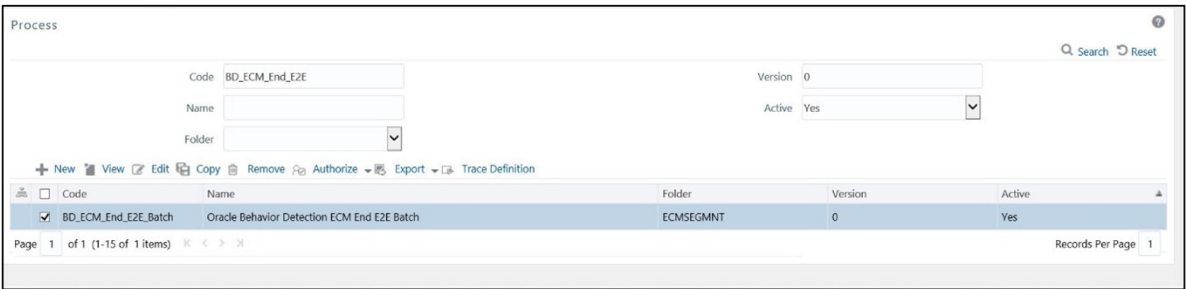 Process
Search Reset
Code BD_ECM_End_E2E Version 0
Name Active Yes
Folder
New View Edit Copy Remove Authorize Export Trace Definition
Code Name Folder Version Active
BD_ECM_End_E2E_Batch Oracle Behavior Detection ECM End E2E Batch ECMSEGMNT 0 Yes
Page 1 of 1 (1-15 of 1 items) Records Per Page 1